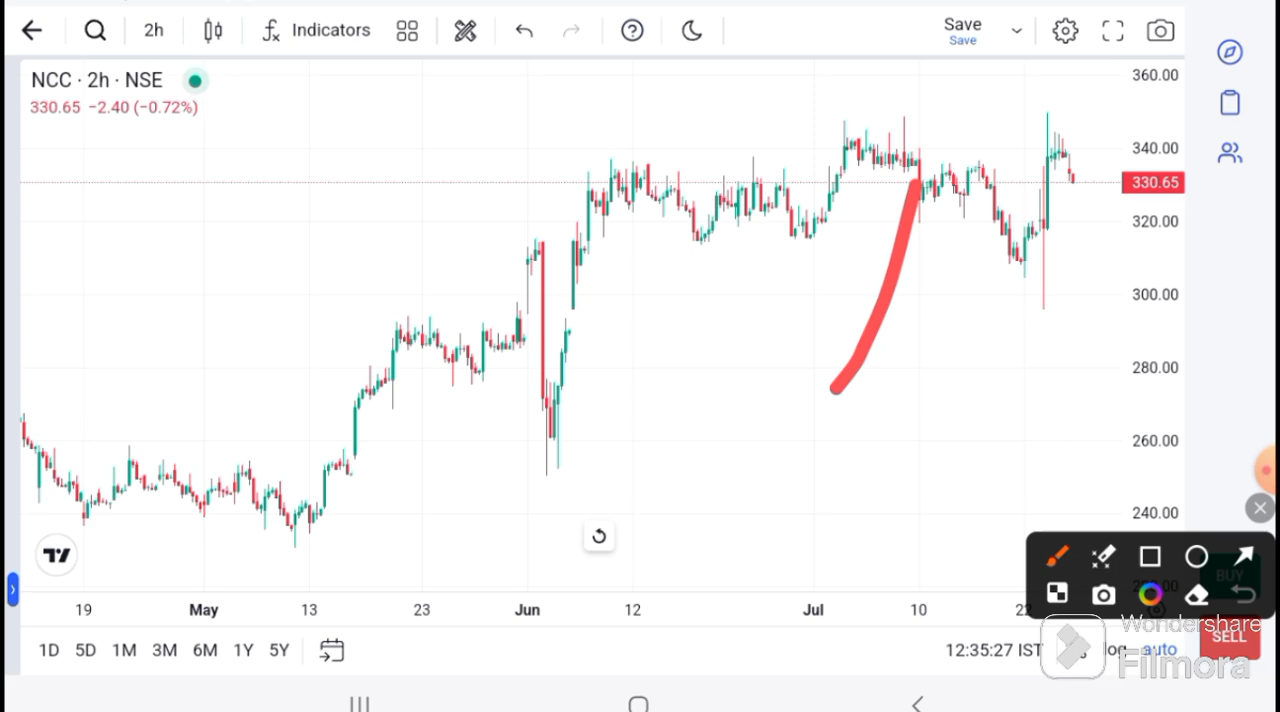 2h
Indicators
Save
Save
NCC · 2h · NSE
330.65 −2.40 (−0.72%)
360.00
340.00
330.65
320.00
300.00
280.00
260.00
240.00
BUY
19 May 13 23 Jun 12 Jul 10 22
1D 5D 1M 3M 6M 1Y 5Y
12:35:27 IST
log
auto
SELL
Wondershare
Filmora